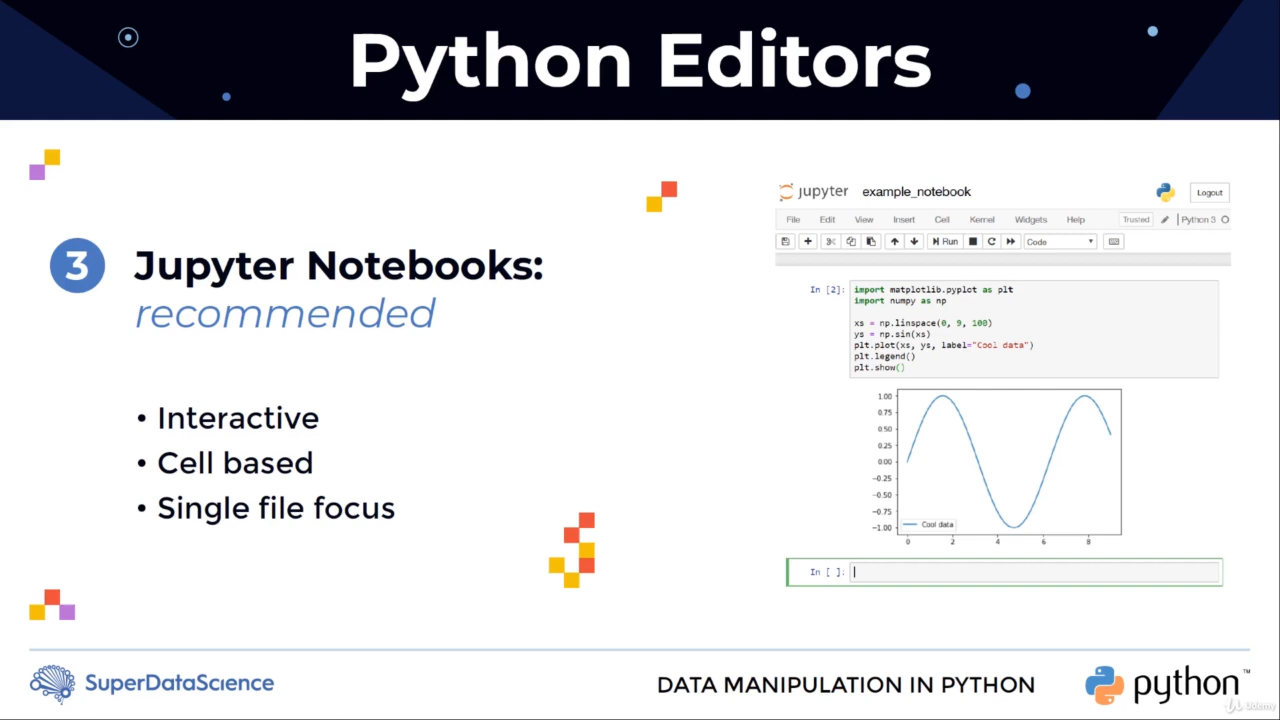 Python Editors
3 Jupyter Notebooks:
recommended
• Interactive
• Cell based
• Single file focus
jupyter example_notebook Logout
File Edit View Insert Cell Kernel Widgets Help Trusted Python 3
Run Code
In [2]: import matplotlib.pyplot as plt
import numpy as np
xs = np.linspace(0, 9, 100)
ys = np.sin(xs)
plt.plot(xs, ys, label="Cool data")
plt.legend()
plt.show()
1.00
0.75
0.50
0.25
0.00
−0.25
−0.50
−0.75
−1.00
Cool data
0 2 4 6 8
In [ ]:
SuperDataScience
DATA MANIPULATION IN PYTHON
python™
Udemy